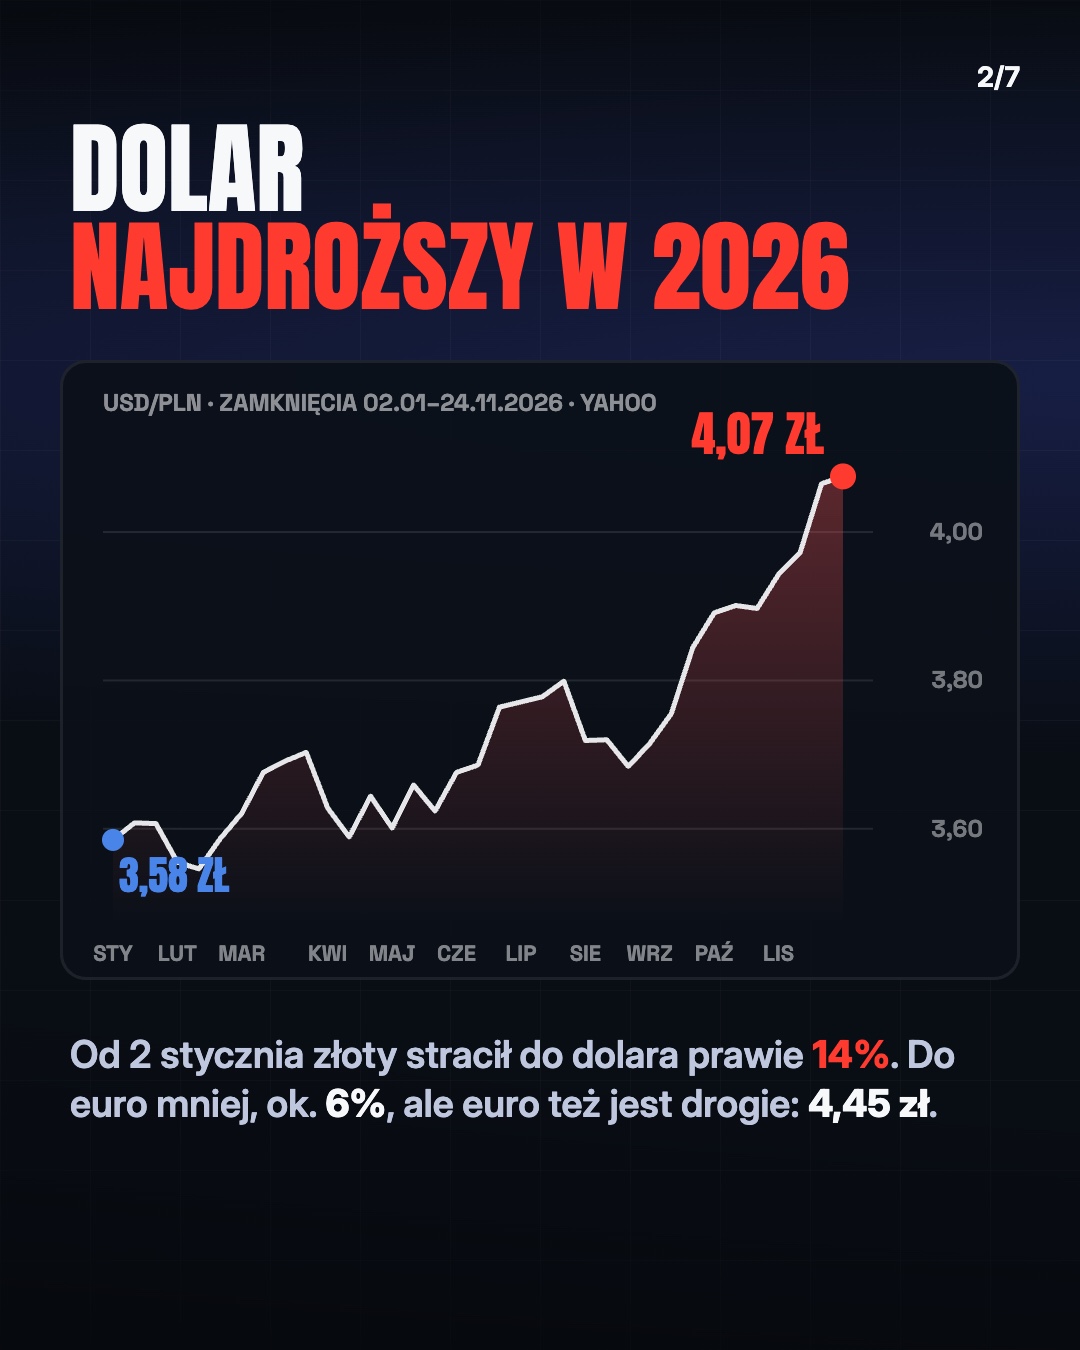 2/7
DOLAR
NAJDROŻSZY W 2026
USD/PLN · ZAMKNIĘCIA 02.01–24.11.2026 · YAHOO
4,07 ZŁ
4,00
3,80
3,60
3,58 ZŁ
STY LUT MAR KWI MAJ CZE LIP SIE WRZ PAŹ LIS
Od 2 stycznia złoty stracił do dolara prawie 14%. Do
euro mniej, ok. 6%, ale euro też jest drogie: 4,45 zł.